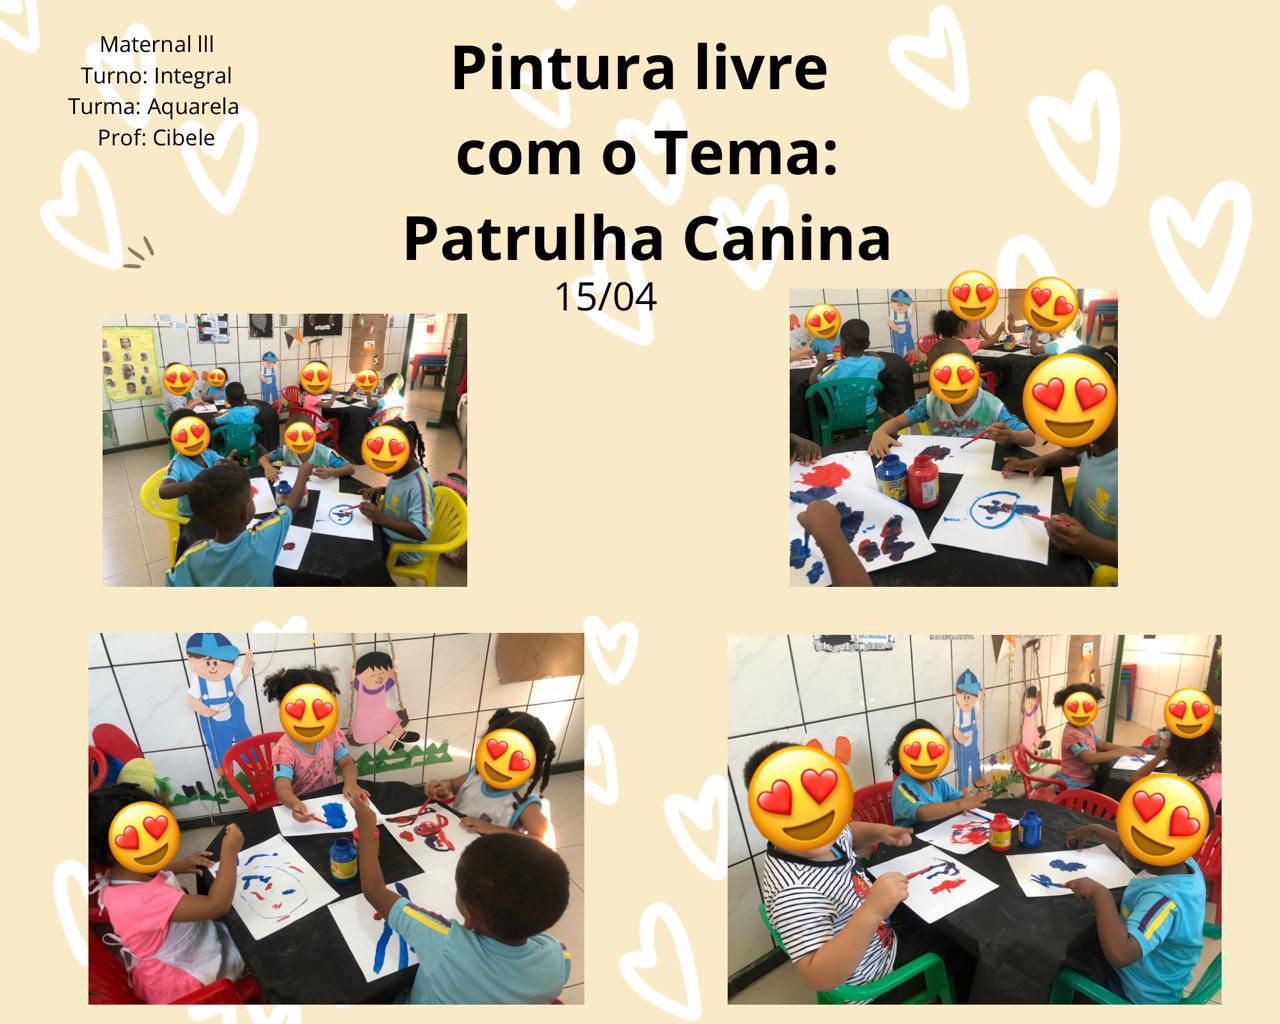 Maternal lll
Turno: Integral
Turma: Aquarela
Prof: Cibele
Pintura livre
com o Tema:
Patrulha Canina
15/04